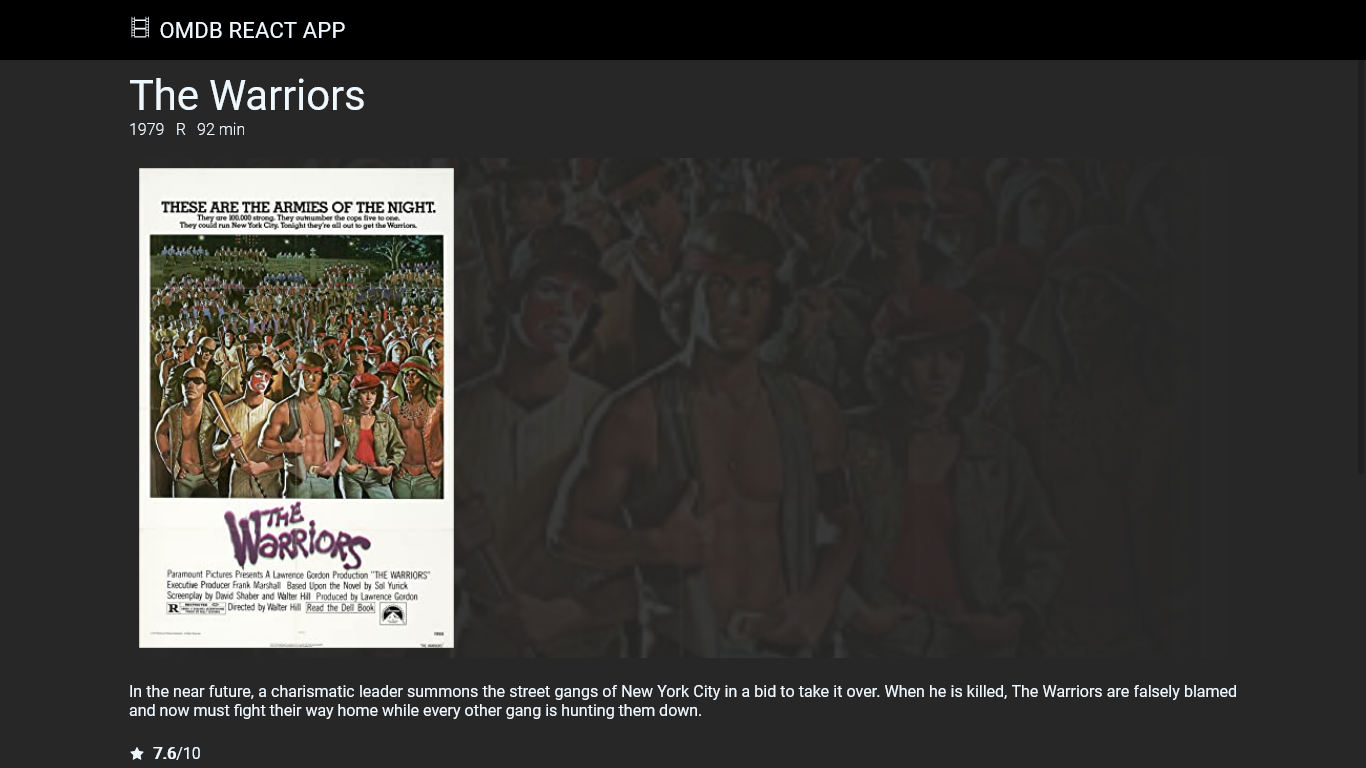 OMDB REACT APP
The Warriors
1979 R 92 min
THESE ARE THE ARMIES OF THE NIGHT.
They are 100,000 strong. They outnumber the cops five to one.
They could run New York City. Tonight they're all out to get the Warriors.
THE
WARRIORS
Paramount Pictures Presents A Lawrence Gordon Production "THE WARRIORS"
Executive Producer Frank Marshall Based Upon the Novel by Sol Yurick
Screenplay by David Shaber and Walter Hill Produced by Lawrence Gordon
R RESTRICTED Directed by Walter Hill Read the Dell Book
In the near future, a charismatic leader summons the street gangs of New York City in a bid to take it over. When he is killed, The Warriors are falsely blamed
and now must fight their way home while every other gang is hunting them down.
7.6/10